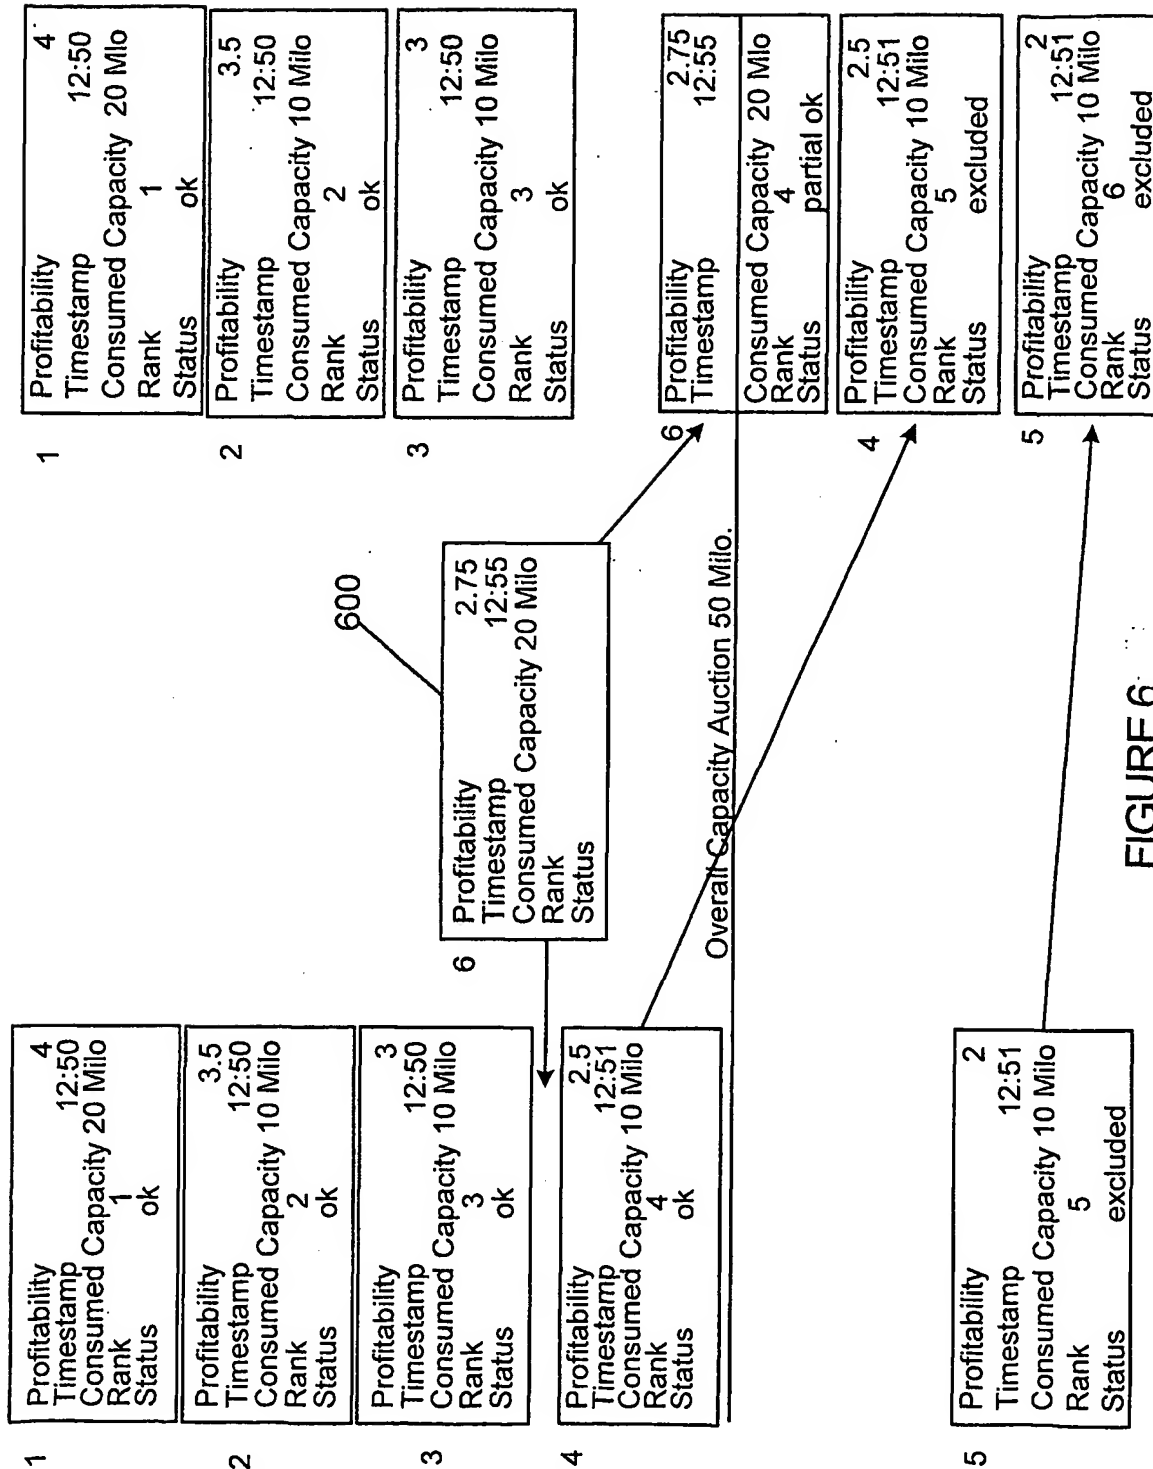 1
Profitability 4
Timestamp 12:50
Consumed Capacity 20 Milo
Rank 1
Status ok
2
Profitability 3.5
Timestamp 12:50
Consumed Capacity 10 Milo
Rank 2
Status ok
3
Profitability 3
Timestamp 12:50
Consumed Capacity 10 Milo
Rank 3
Status ok
4
Profitability 2.5
Timestamp 12:51
Consumed Capacity 10 Milo
Rank 4
Status ok
5
Profitability 2
Timestamp 12:51
Consumed Capacity 10 Milo
Rank 5
Status excluded
600
6
Profitability 2.75
Timestamp 12:55
Consumed Capacity 20 Milo
Rank
Status
Overall Capacity Auction 50 Milo.
1
Profitability 4
Timestamp 12:50
Consumed Capacity 20 Mlo
Rank 1
Status ok
2
Profitability 3.5
Timestamp 12:50
Consumed Capacity 10 Milo
Rank 2
Status ok
3
Profitability 3
Timestamp 12:50
Consumed Capacity 10 Milo
Rank 3
Status ok
6
Profitability 2.75
Timestamp 12:55
Consumed Capacity 20 Milo
Rank 4
Status partial ok
4
Profitability 2.5
Timestamp 12:51
Consumed Capacity 10 Milo
Rank 5
Status excluded
5
Profitability 2
Timestamp 12:51
Consumed Capacity 10 Milo
Rank 6
Status excluded
FIGURE 6